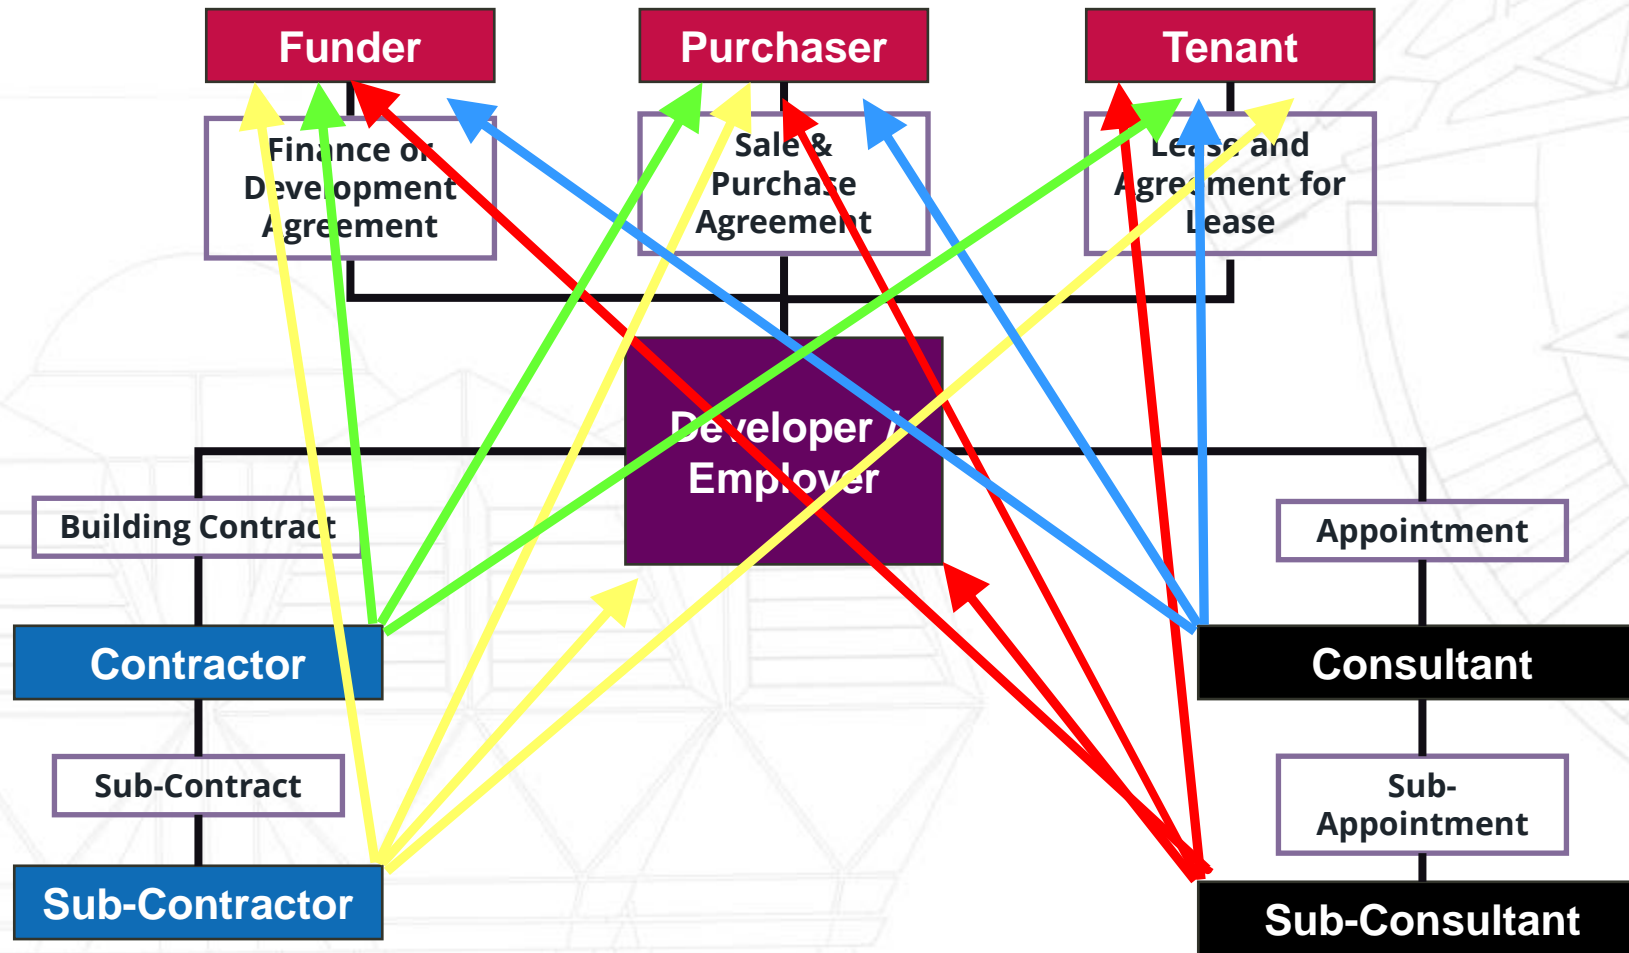 Funder
Purchaser
Tenant
Finance or
Development
Agreement
Sale &
Purchase
Agreement
Lease and
Agreement for
Lease
Developer /
Employer
Building Contract
Appointment
Contractor
Consultant
Sub-Contract
Sub-
Appointment
Sub-Contractor
Sub-Consultant